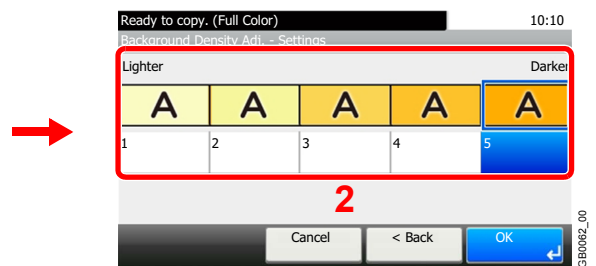 Ready to copy. (Full Color) 10:10
Background Density Adj. - Settings
Lighter Darker
A A A A A
1 2 3 4 5
2
Cancel < Back OK
GB0062_00